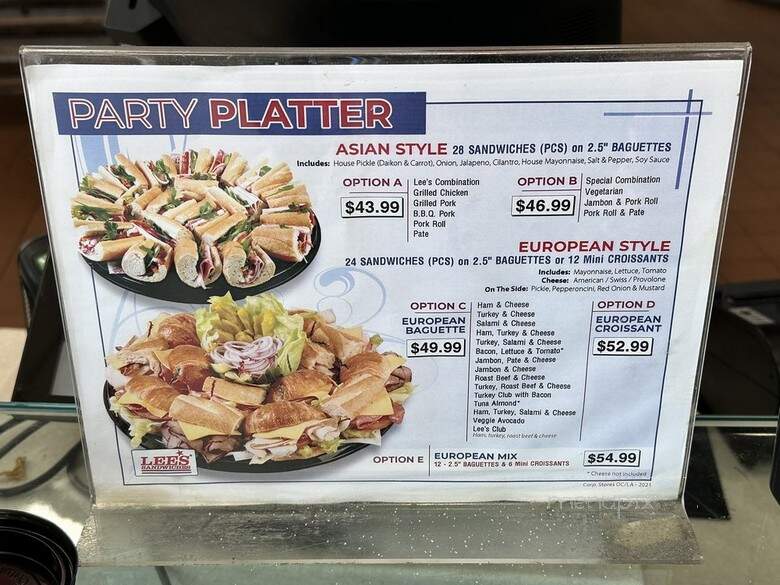 PARTY PLATTER
ASIAN STYLE 28 SANDWICHES (PCS) on 2.5" BAGUETTES
Includes: House Pickle (Daikon & Carrot), Onion, Jalapeno, Cilantro, House Mayonnaise, Salt & Pepper, Soy Sauce
OPTION A
$43.99
Lee's Combination
Grilled Chicken
Grilled Pork
B.B.Q. Pork
Pork Roll
Pate
OPTION B
$46.99
Special Combination
Vegetarian
Jambon & Pork Roll
Pork Roll & Pate
EUROPEAN STYLE
24 SANDWICHES (PCS) on 2.5" BAGUETTES or 12 Mini CROISSANTS
Includes: Mayonnaise, Lettuce, Tomato
Cheese: American / Swiss / Provolone
On The Side: Pickle, Pepperoncini, Red Onion & Mustard
OPTION C
EUROPEAN
BAGUETTE
$49.99
Ham & Cheese
Turkey & Cheese
Salami & Cheese
Ham, Turkey & Cheese
Turkey, Salami & Cheese
Bacon, Lettuce & Tomato*
Jambon, Pate & Cheese
Jambon & Cheese
Roast Beef & Cheese
Turkey, Roast Beef & Cheese
Turkey Club with Bacon
Tuna Almond*
Ham, Turkey, Salami & Cheese
Veggie Avocado
Lee's Club
Ham, turkey, roast beef & cheese
OPTION D
EUROPEAN
CROISSANT
$52.99
OPTION E
EUROPEAN MIX
12 - 2.5" BAGUETTES & 6 Mini CROISSANTS
$54.99
* Cheese not included
Corp. Stores OC/LA - 2021
LEE'S
SANDWICHES
menupix